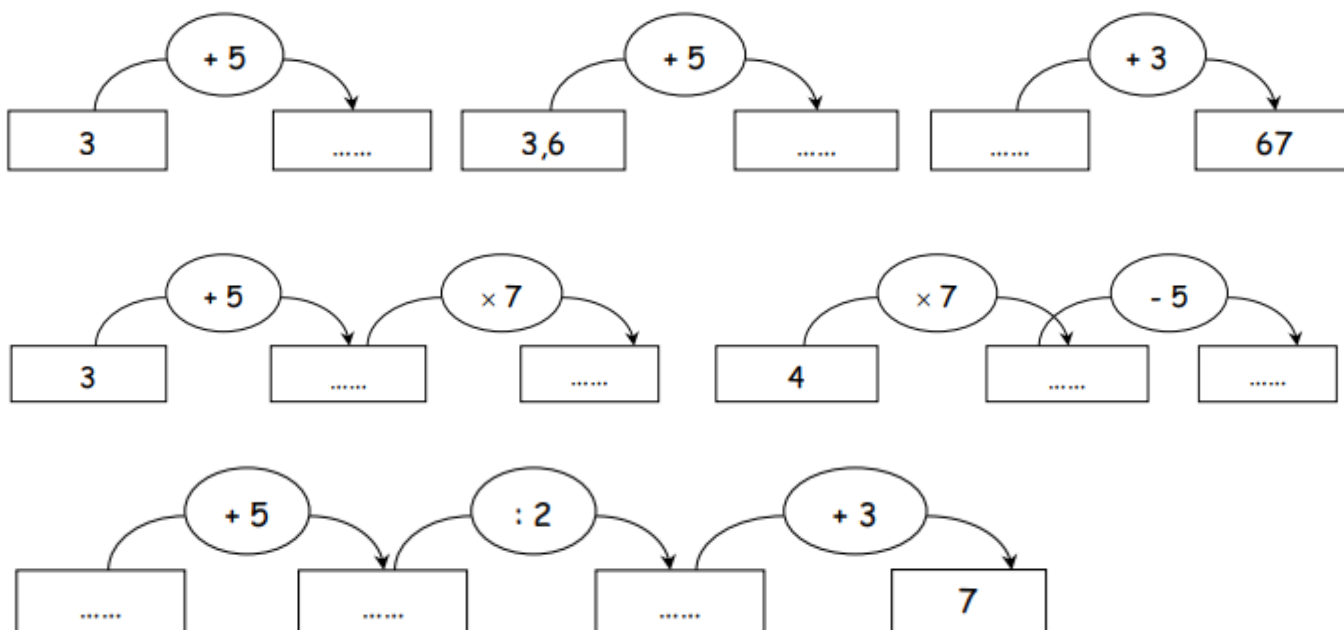 + 5 + 5 + 3
3 ...... 3,6 ...... ...... 67
+ 5 × 7 × 7 - 5
3 ...... ...... 4 ...... ......
+ 5 : 2 + 3
...... ...... ...... 7